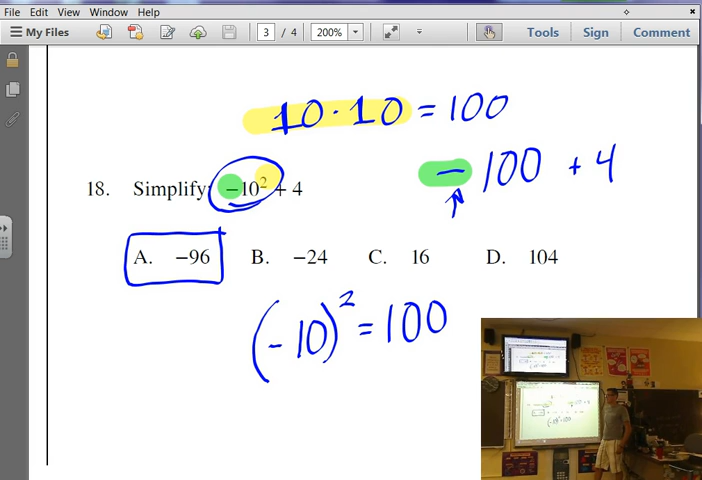 File Edit View Window Help
My Files 3 / 4 200% Tools Sign Comment
10 · 10 = 100
− 100 + 4
18. Simplify: −10² + 4
A. −96 B. −24 C. 16 D. 104
(-10)² = 100